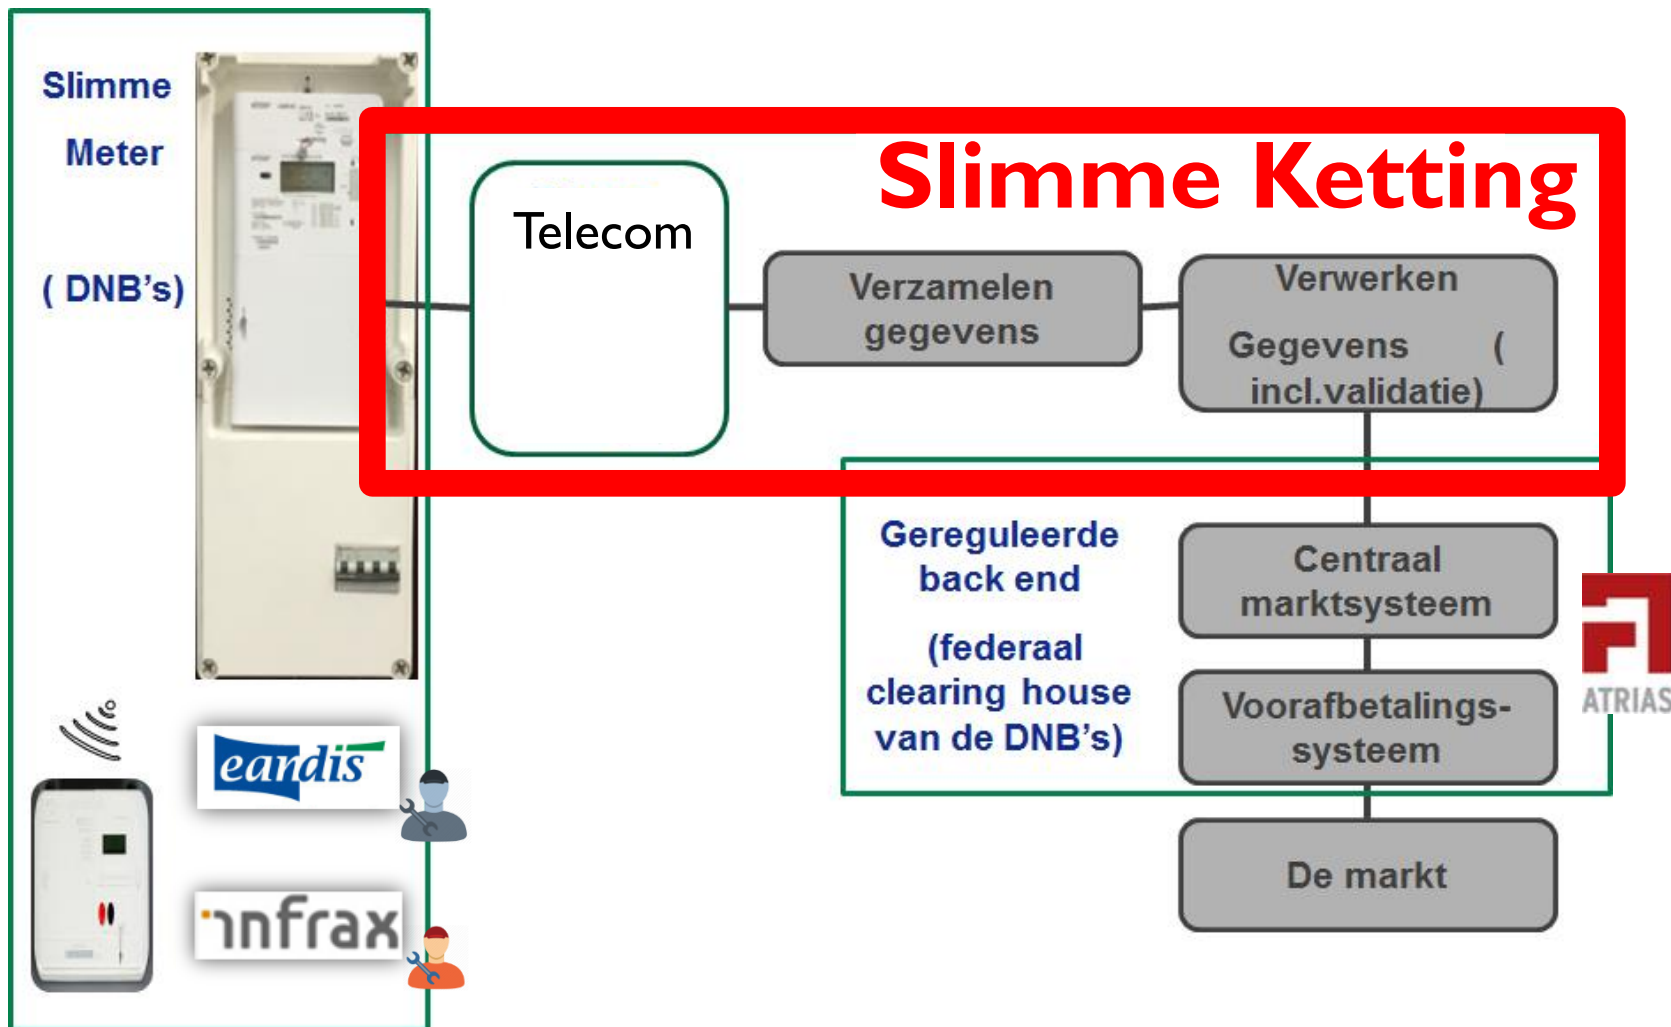 Slimme
Meter
( DNB's)
Slimme Ketting
Telecom
Verzamelen
gegevens
Verwerken
Gegevens (
incl.validatie)
Gereguleerde
back end
(federaal
clearing house
van de DNB's)
Centraal
marktsysteem
Voorafbetalings-
systeem
De markt
ATRIAS
eandis
infrax